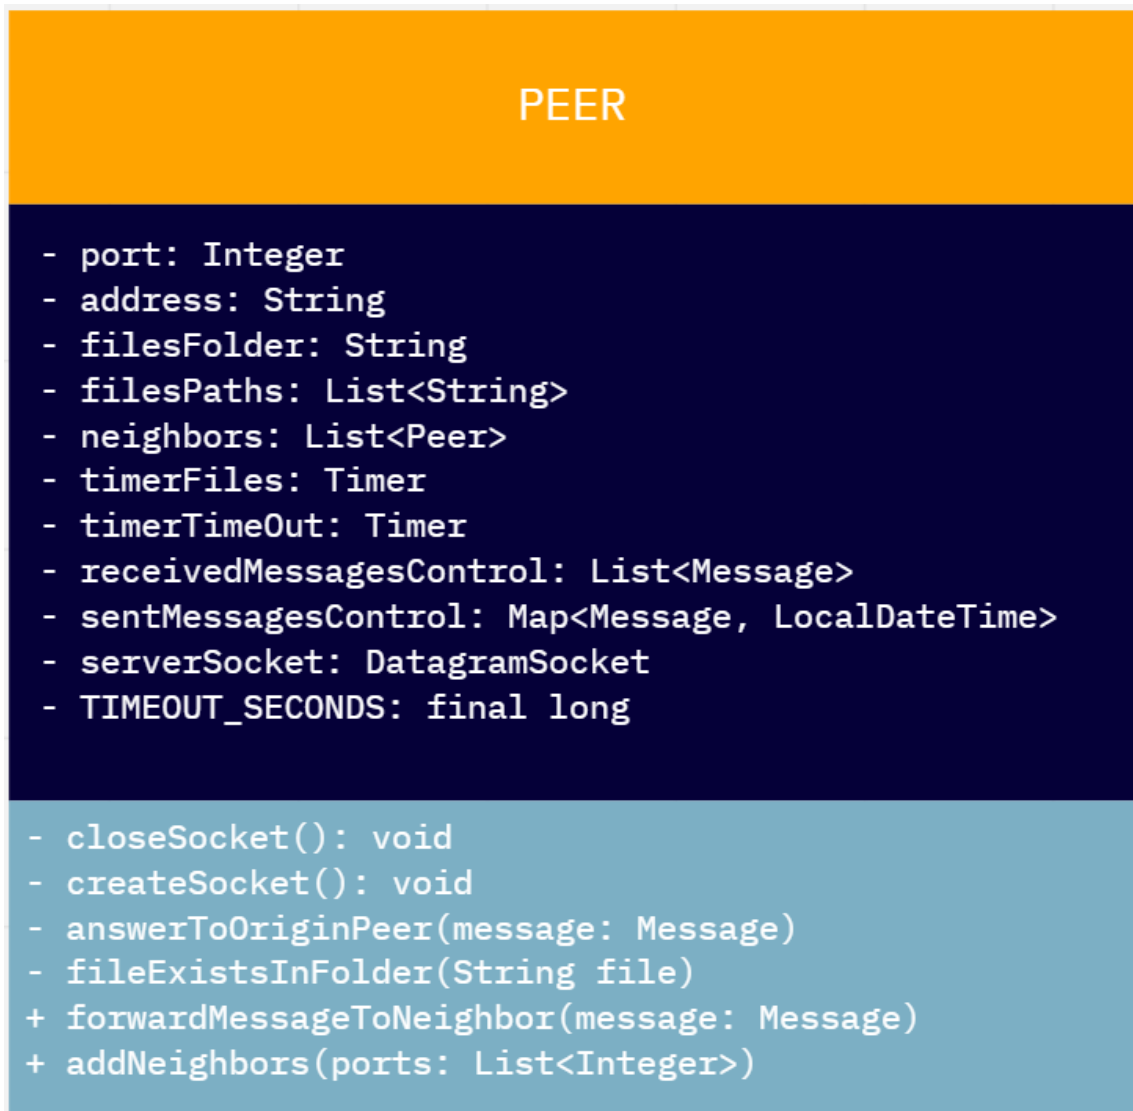 PEER
- port: Integer
- address: String
- filesFolder: String
- filesPaths: List<String>
- neighbors: List<Peer>
- timerFiles: Timer
- timerTimeOut: Timer
- receivedMessagesControl: List<Message>
- sentMessagesControl: Map<Message, LocalDateTime>
- serverSocket: DatagramSocket
- TIMEOUT_SECONDS: final long
- closeSocket(): void
- createSocket(): void
- answerToOriginPeer(message: Message)
- fileExistsInFolder(String file)
+ forwardMessageToNeighbor(message: Message)
+ addNeighbors(ports: List<Integer>)